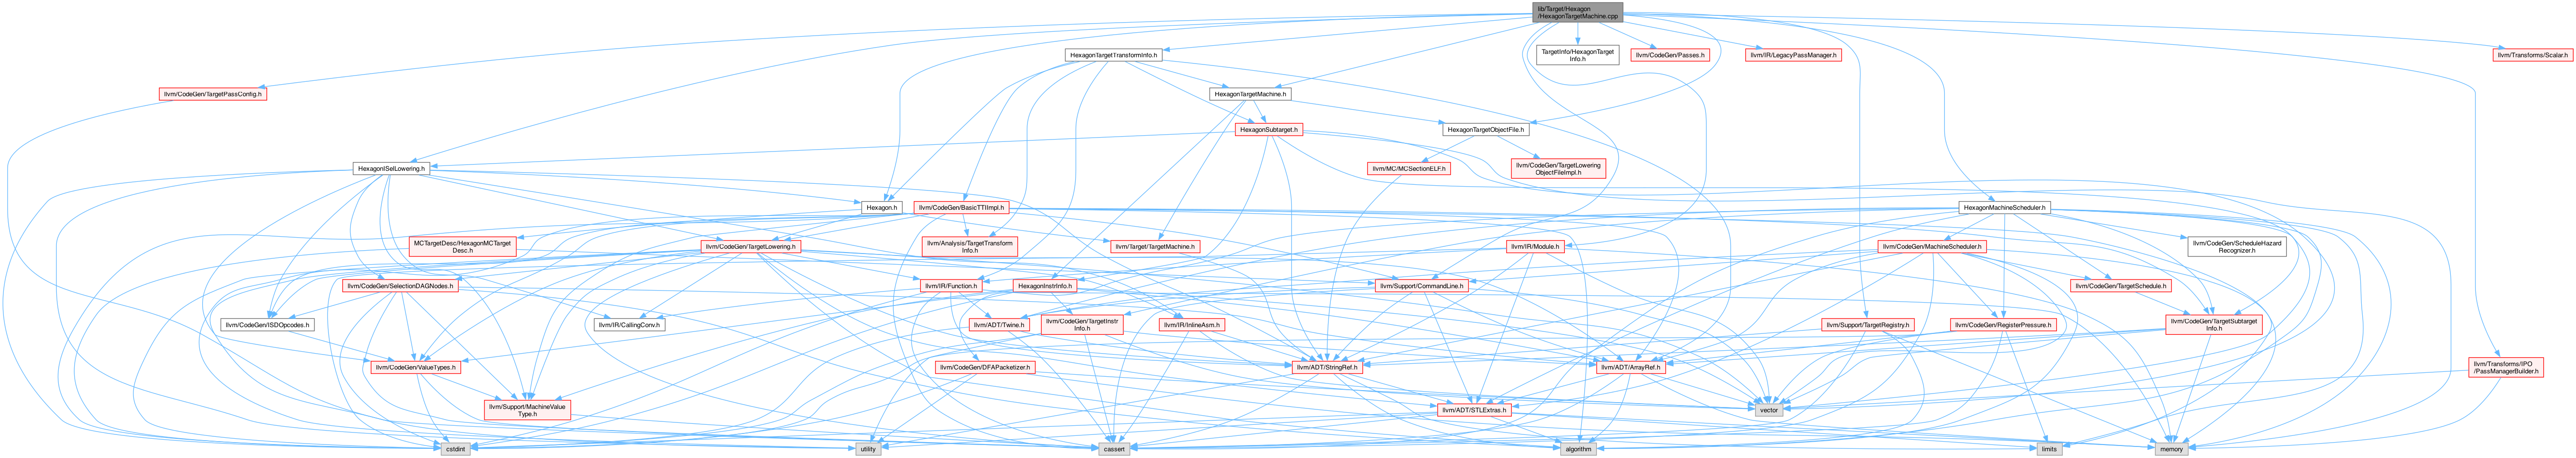 lib/Target/Hexagon
/HexagonTargetMachine.cpp
HexagonTargetTransformInfo.h
TargetInfo/HexagonTarget
Info.h
llvm/CodeGen/Passes.h
llvm/IR/LegacyPassManager.h
llvm/Transforms/Scalar.h
llvm/CodeGen/TargetPassConfig.h
HexagonTargetMachine.h
HexagonSubtarget.h
HexagonTargetObjectFile.h
HexagonISelLowering.h
llvm/MC/MCSectionELF.h
llvm/CodeGen/TargetLowering
ObjectFileImpl.h
Hexagon.h
llvm/CodeGen/BasicTTIImpl.h
HexagonMachineScheduler.h
MCTargetDesc/HexagonMCTarget
Desc.h
llvm/CodeGen/TargetLowering.h
llvm/Analysis/TargetTransform
Info.h
llvm/Target/TargetMachine.h
llvm/IR/Module.h
llvm/CodeGen/MachineScheduler.h
llvm/CodeGen/ScheduleHazard
Recognizer.h
llvm/CodeGen/SelectionDAGNodes.h
llvm/IR/Function.h
HexagonInstrInfo.h
llvm/Support/CommandLine.h
llvm/CodeGen/TargetSchedule.h
llvm/CodeGen/ISDOpcodes.h
llvm/IR/CallingConv.h
llvm/ADT/Twine.h
llvm/CodeGen/TargetInstr
Info.h
llvm/IR/InlineAsm.h
llvm/Support/TargetRegistry.h
llvm/CodeGen/RegisterPressure.h
llvm/CodeGen/TargetSubtarget
Info.h
llvm/CodeGen/ValueTypes.h
llvm/CodeGen/DFAPacketizer.h
llvm/ADT/StringRef.h
llvm/ADT/ArrayRef.h
llvm/Transforms/IPO
/PassManagerBuilder.h
llvm/Support/MachineValue
Type.h
llvm/ADT/STLExtras.h
vector
cstdint
utility
cassert
algorithm
limits
memory